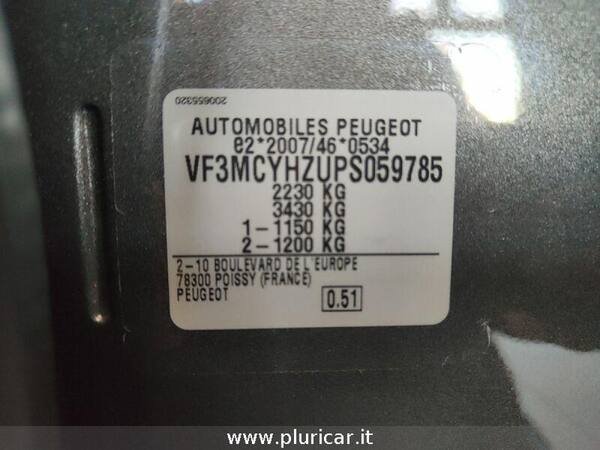 200655320
AUTOMOBILES PEUGEOT
e2*2007/46*0534
VF3MCYHZUPS059785
2230 KG
3430 KG
1-1150 KG
2-1200 KG
2-10 BOULEVARD DE L'EUROPE
78300 POISSY (FRANCE)
PEUGEOT
0.51
www.pluricar.it